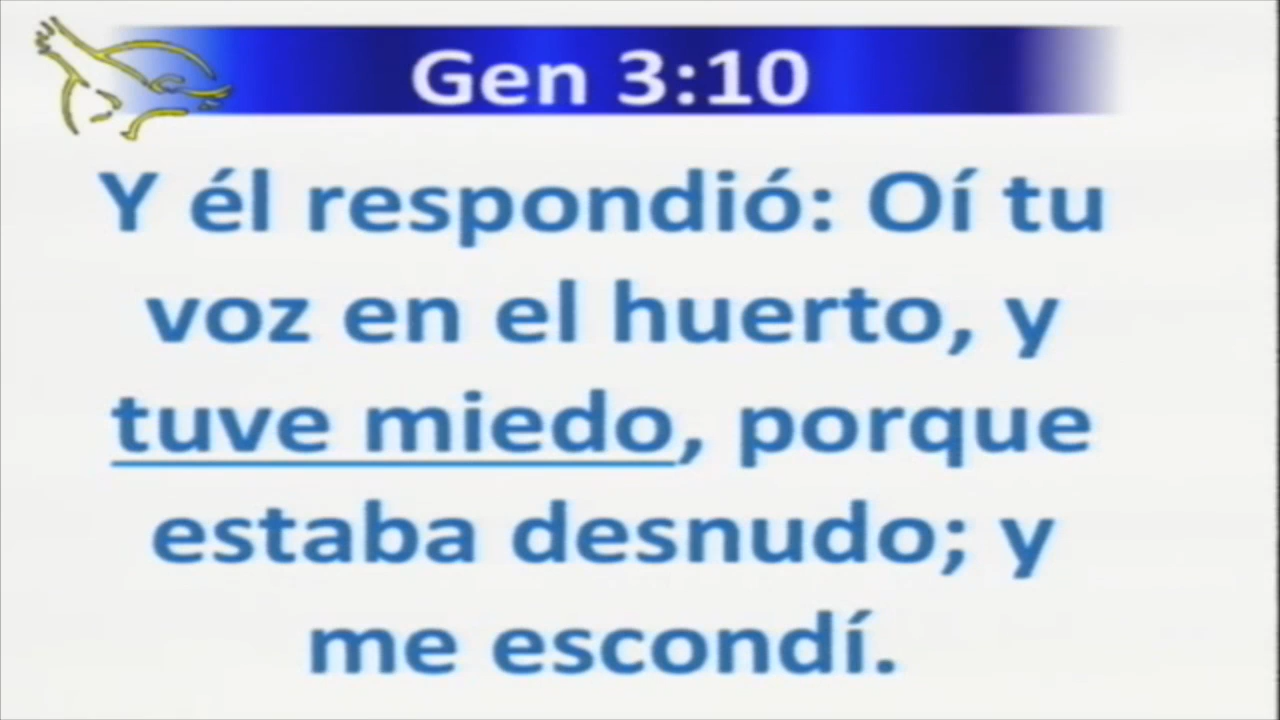 Gen 3:10
Y él respondió: Oí tu
voz en el huerto, y
tuve miedo, porque
estaba desnudo; y
me escondí.